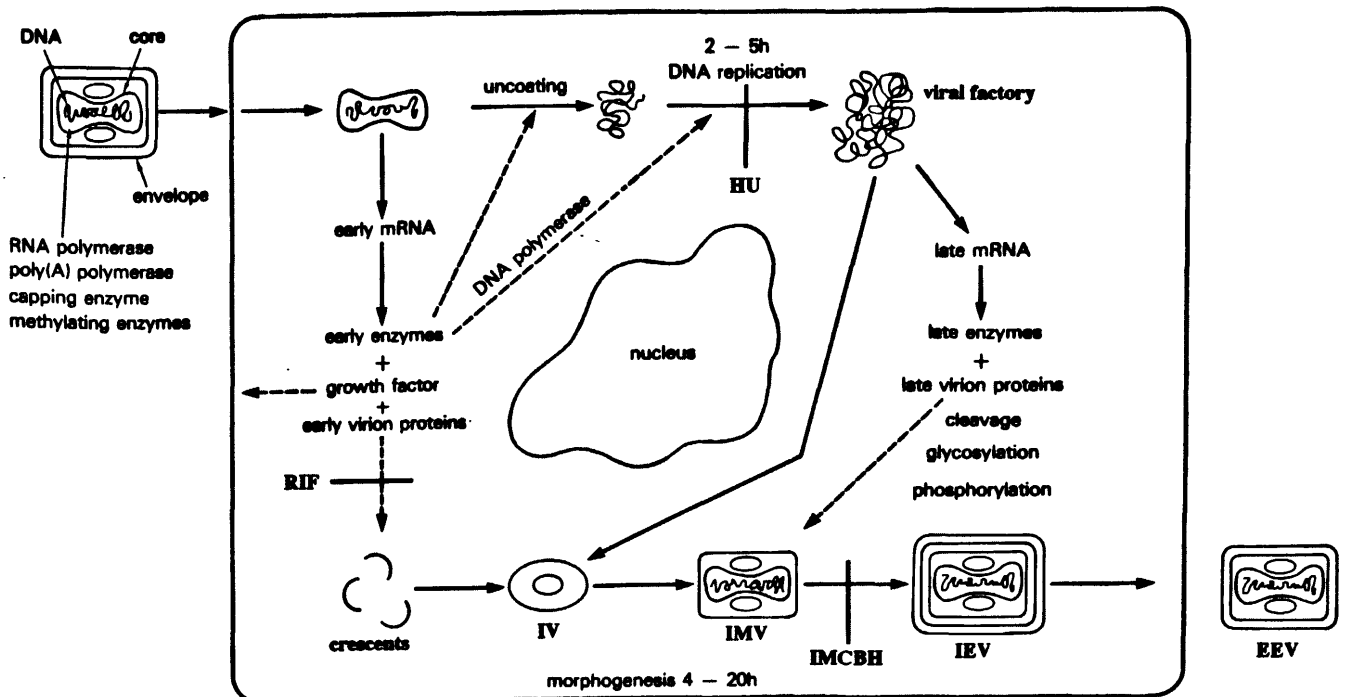 DNA
core
envelope
RNA polymerase
poly(A) polymerase
capping enzyme
methylating enzymes
uncoating
2 – 5h
DNA replication
HU
viral factory
early mRNA
DNA polymerase
late mRNA
early enzymes
+
growth factor
+
early virion proteins
nucleus
late enzymes
+
late virion proteins
cleavage
glycosylation
phosphorylation
RIF
crescents
IV
IMV
IMCBH
IEV
EEV
morphogenesis 4 – 20h